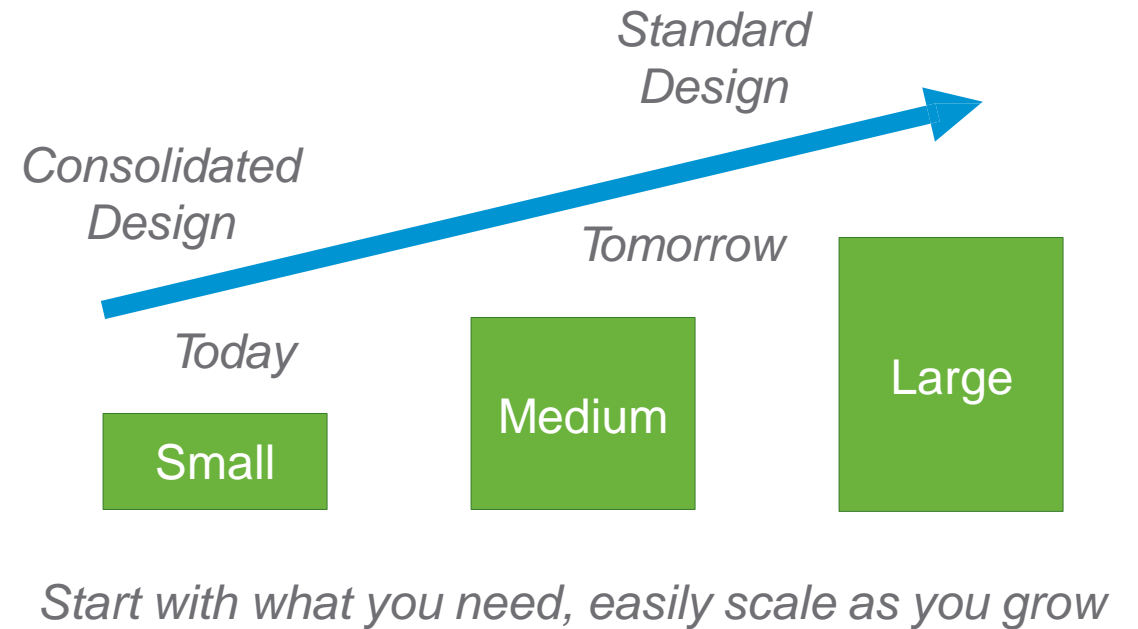 Standard
Design
Consolidated
Design
Tomorrow
Today
Large
Medium
Small
Start with what you need, easily scale as you grow